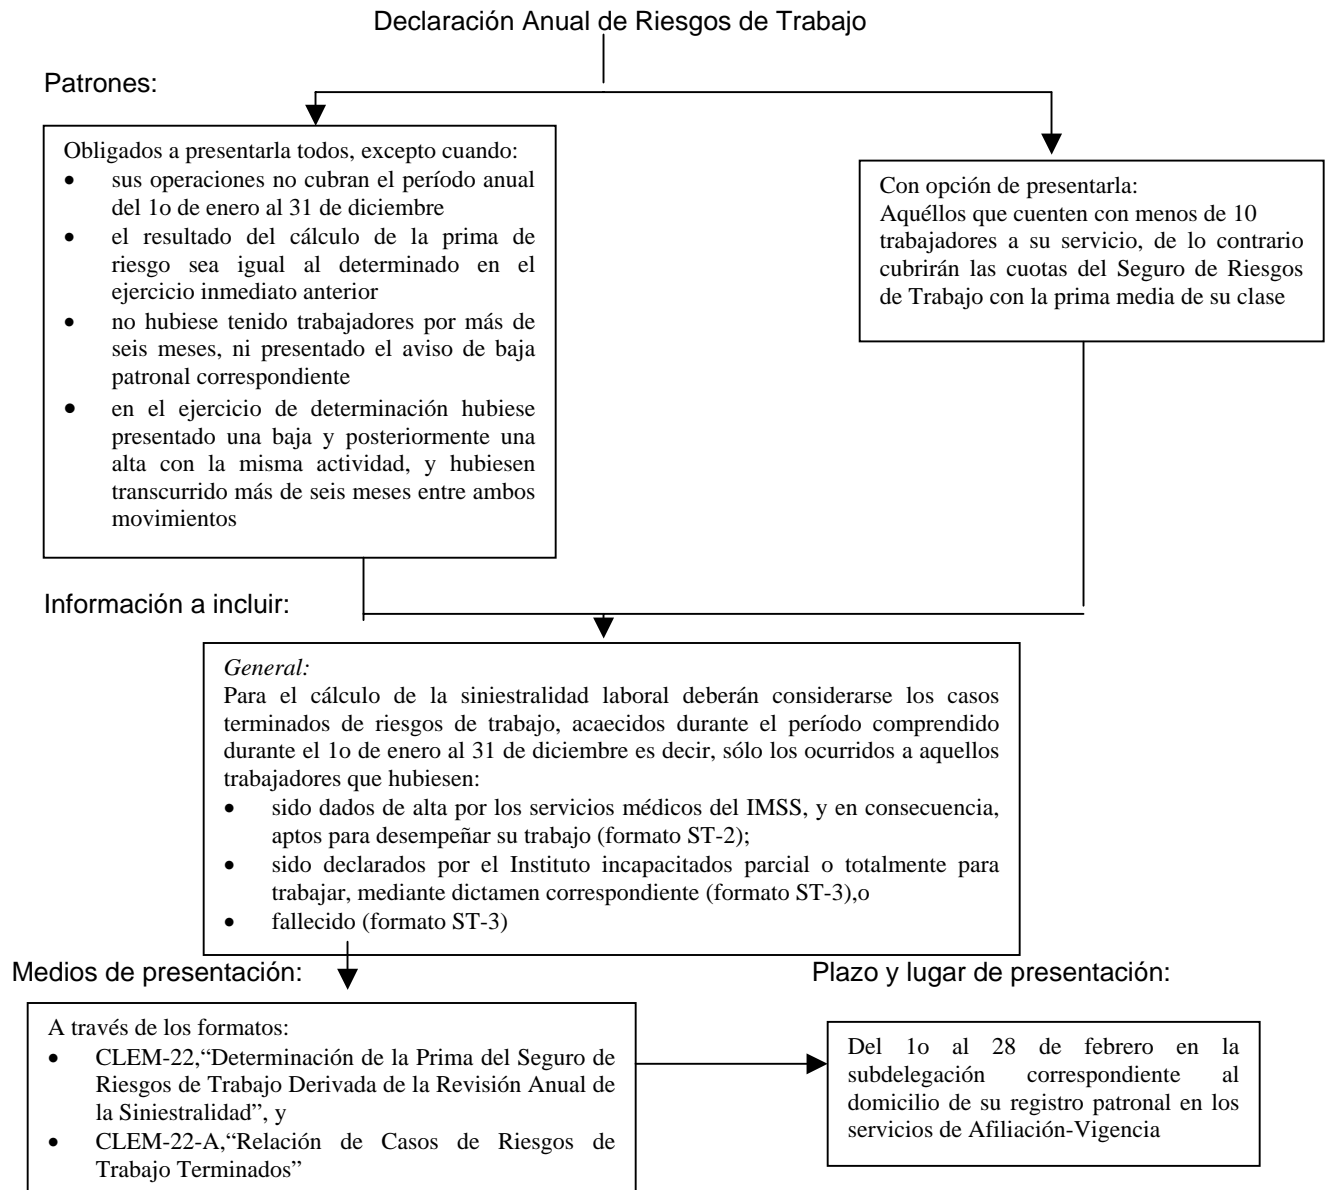 Declaración Anual de Riesgos de Trabajo
Patrones:
Obligados a presentarla todos, excepto cuando:
• sus operaciones no cubran el período anual
del 1o de enero al 31 de diciembre
• el resultado del cálculo de la prima de
riesgo sea igual al determinado en el
ejercicio inmediato anterior
• no hubiese tenido trabajadores por más de
seis meses, ni presentado el aviso de baja
patronal correspondiente
• en el ejercicio de determinación hubiese
presentado una baja y posteriormente una
alta con la misma actividad, y hubiesen
transcurrido más de seis meses entre ambos
movimientos
Con opción de presentarla:
Aquéllos que cuenten con menos de 10
trabajadores a su servicio, de lo contrario
cubrirán las cuotas del Seguro de Riesgos
de Trabajo con la prima media de su clase
Información a incluir:
General:
Para el cálculo de la siniestralidad laboral deberán considerarse los casos
terminados de riesgos de trabajo, acaecidos durante el período comprendido
durante el 1o de enero al 31 de diciembre es decir, sólo los ocurridos a aquellos
trabajadores que hubiesen:
• sido dados de alta por los servicios médicos del IMSS, y en consecuencia,
aptos para desempeñar su trabajo (formato ST-2);
• sido declarados por el Instituto incapacitados parcial o totalmente para
trabajar, mediante dictamen correspondiente (formato ST-3),o
• fallecido (formato ST-3)
Medios de presentación:
A través de los formatos:
• CLEM-22,“Determinación de la Prima del Seguro de
Riesgos de Trabajo Derivada de la Revisión Anual de
la Siniestralidad”, y
• CLEM-22-A,“Relación de Casos de Riesgos de
Trabajo Terminados”
Plazo y lugar de presentación:
Del 1o al 28 de febrero en la
subdelegación correspondiente al
domicilio de su registro patronal en los
servicios de Afiliación-Vigencia